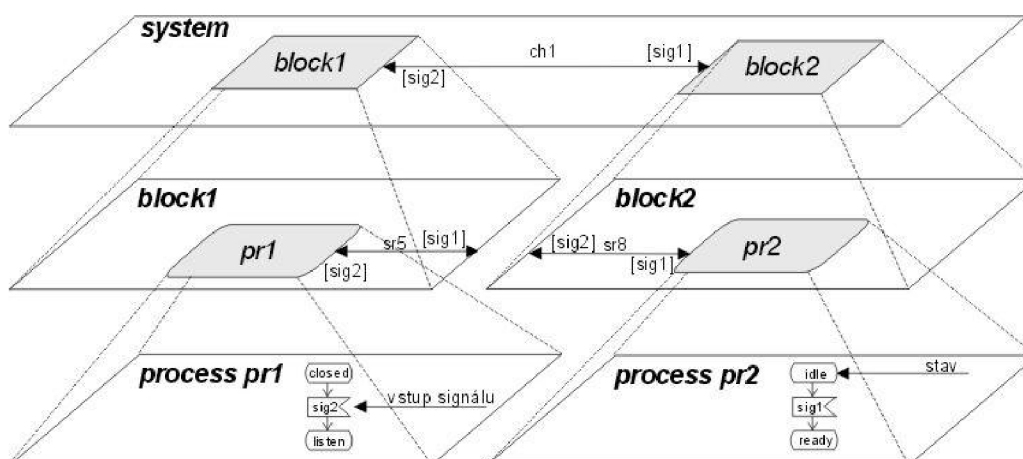 system
block1
[sig2]
ch1
[sig1]
block2
block1
pr1
[sig2]
sr5
[sig1]
block2
[sig2]
sr8
[sig1]
pr2
process pr1
closed
sig2
listen
vstup signálu
process pr2
idle
stav
sig1
ready